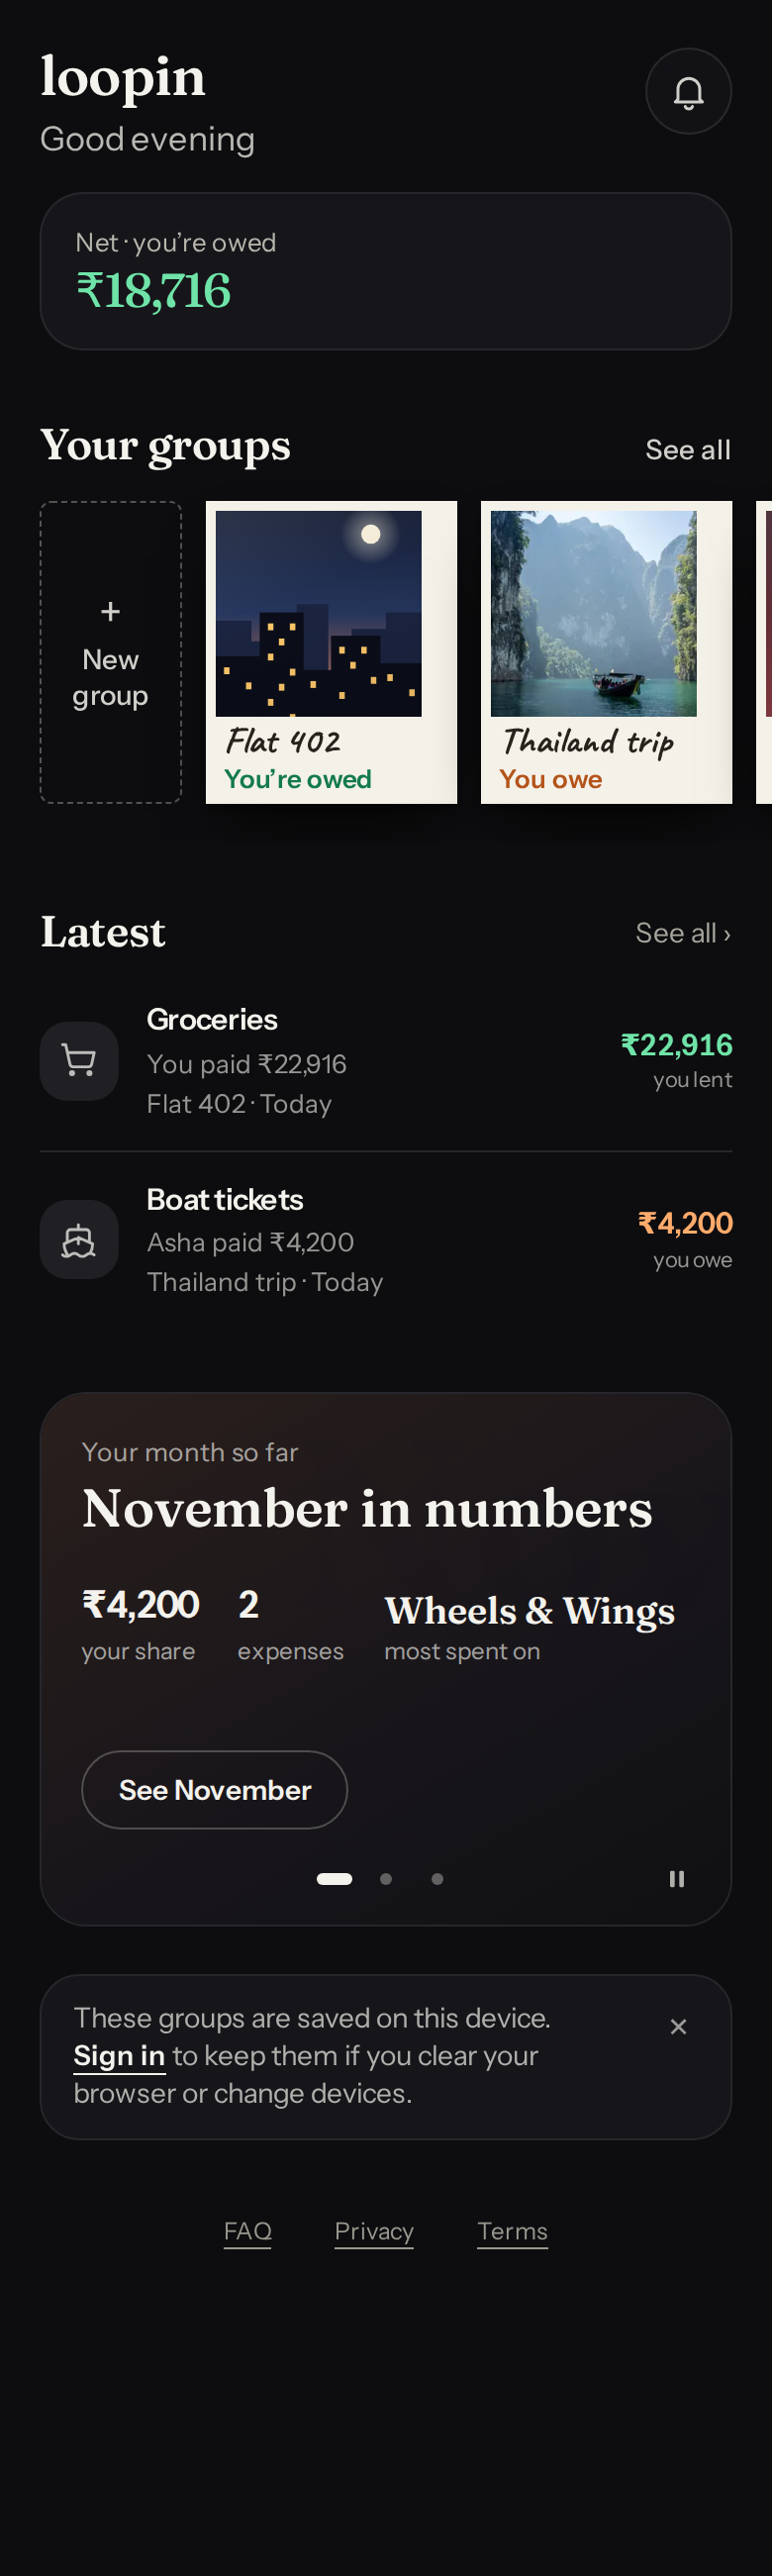 loopin
Good evening
Net · you’re owed
₹18,716
Your groups
See all
+
New
group
Flat 402
You’re owed
Thailand trip
You owe
Latest
See all ›
Groceries
You paid ₹22,916
Flat 402 · Today
₹22,916
you lent
Boat tickets
Asha paid ₹4,200
Thailand trip · Today
₹4,200
you owe
Your month so far
November in numbers
₹4,200
your share
2
expenses
Wheels & Wings
most spent on
See November
These groups are saved on this device.
Sign in to keep them if you clear your
browser or change devices.
FAQ
Privacy
Terms